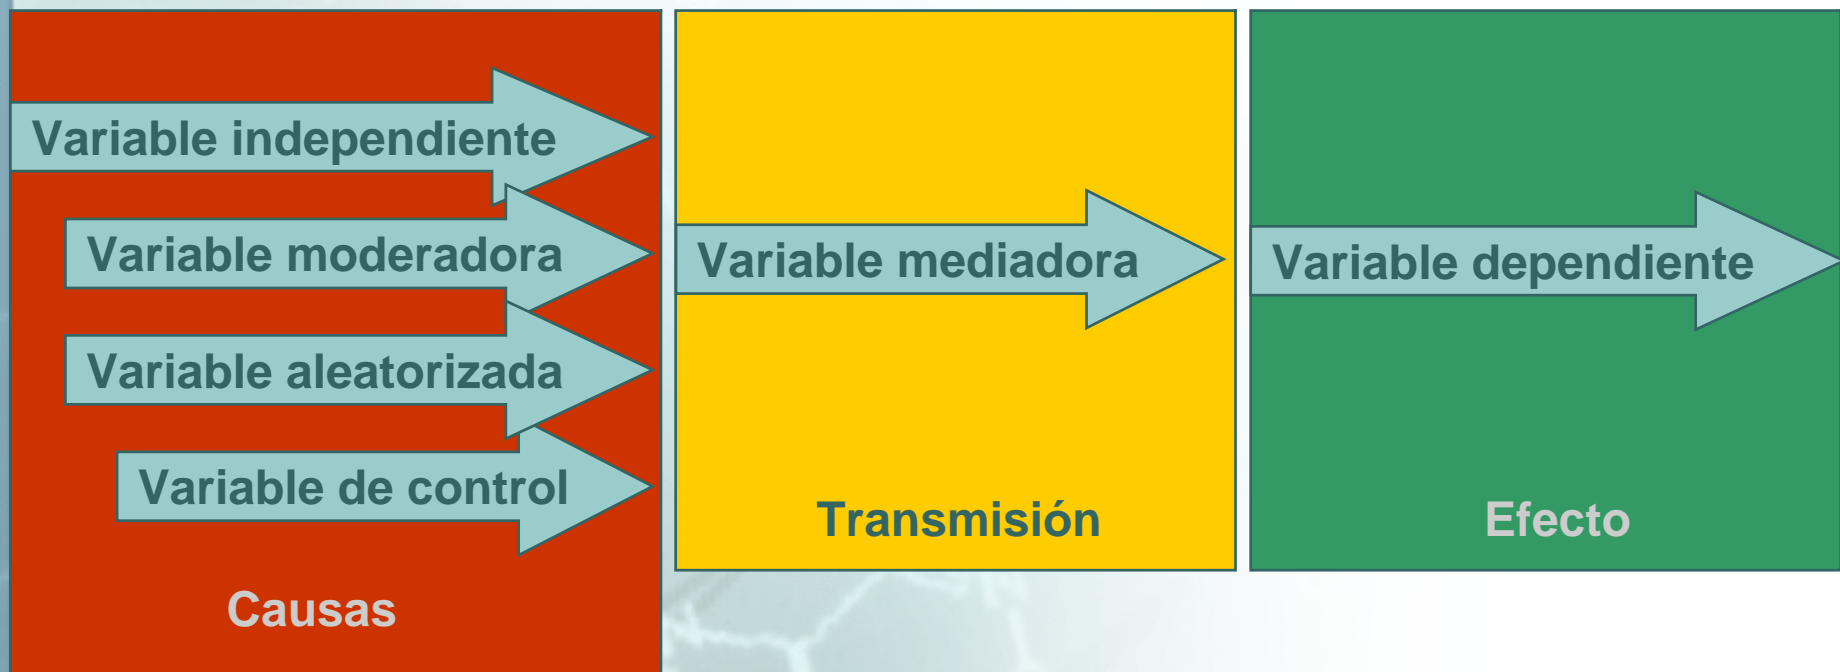 Variable independiente
Variable moderadora
Variable aleatorizada
Variable de control
Causas
Variable mediadora
Transmisión
Variable dependiente
Efecto